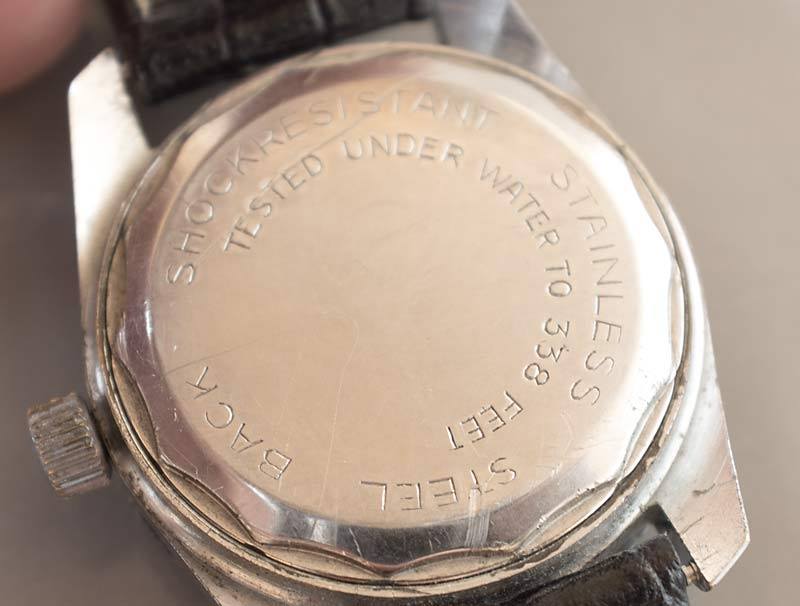 SHOCKRESISTANT STAINLESS STEEL BACK
TESTED UNDER WATER TO 338 FEET